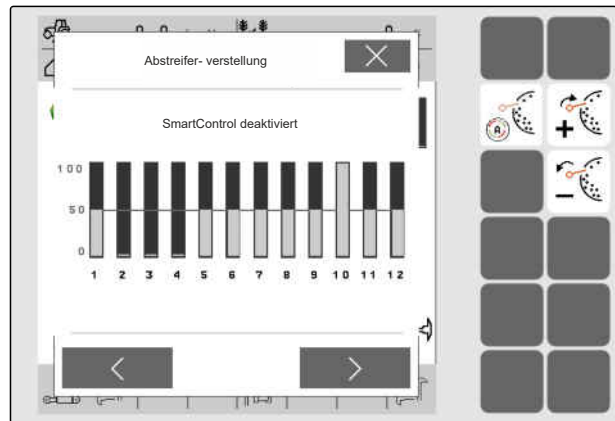 Abstreifer- verstellung
SmartControl deaktiviert
100
50
0
1 2 3 4 5 6 7 8 9 10 11 12
A
+
−